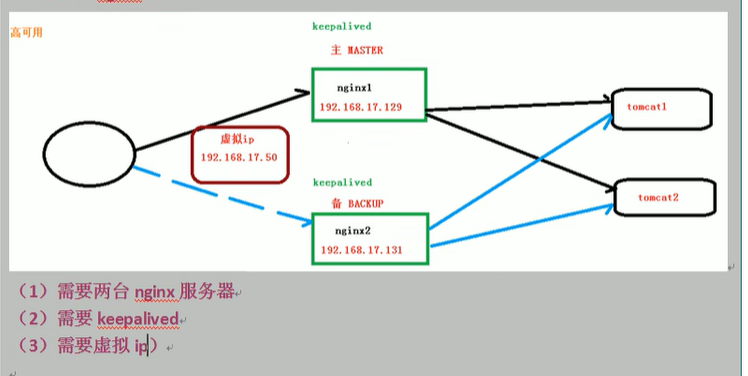 高可用
keepalived
主 MASTER
nginx1
192.168.17.129
虚拟ip
192.168.17.50
tomcat1
keepalived
备 BACKUP
nginx2
192.168.17.131
tomcat2
（1）需要两台 nginx 服务器
（2）需要 keepalived
（3）需要虚拟 ip）